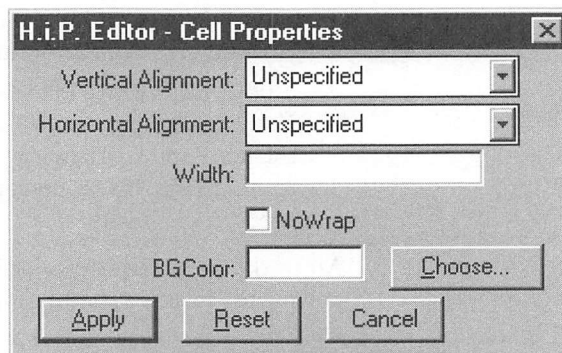 H.i.P. Editor - Cell Properties
Vertical Alignment: Unspecified
Horizontal Alignment: Unspecified
Width:
NoWrap
BGColor: Choose...
Apply Reset Cancel